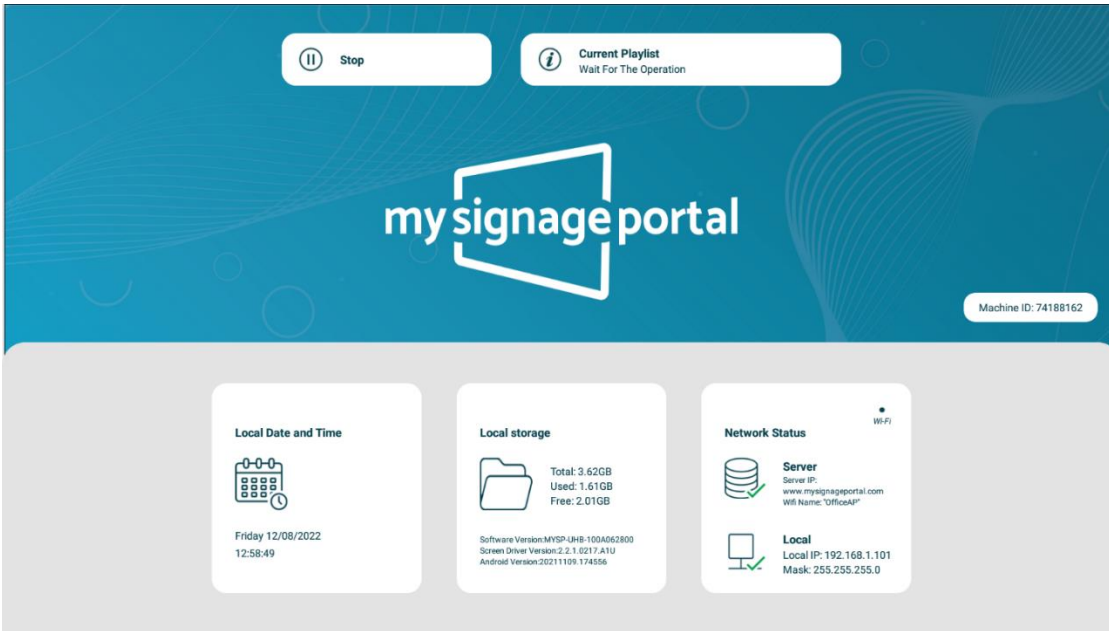 Stop
Current Playlist
Wait For The Operation
my signage portal
Machine ID: 74188162
Local Date and Time
Friday 12/08/2022
12:58:49
Local storage
Total: 3.62GB
Used: 1.61GB
Free: 2.01GB
Software Version:MYSP-UHB-100A062800
Screen Driver Version:2.2.1.0217.A1U
Android Version:20211109.174556
Wi-Fi
Network Status
Server
Server IP:
www.mysignageportal.com
Wifi Name: "OfficeAP"
Local
Local IP: 192.168.1.101
Mask: 255.255.255.0